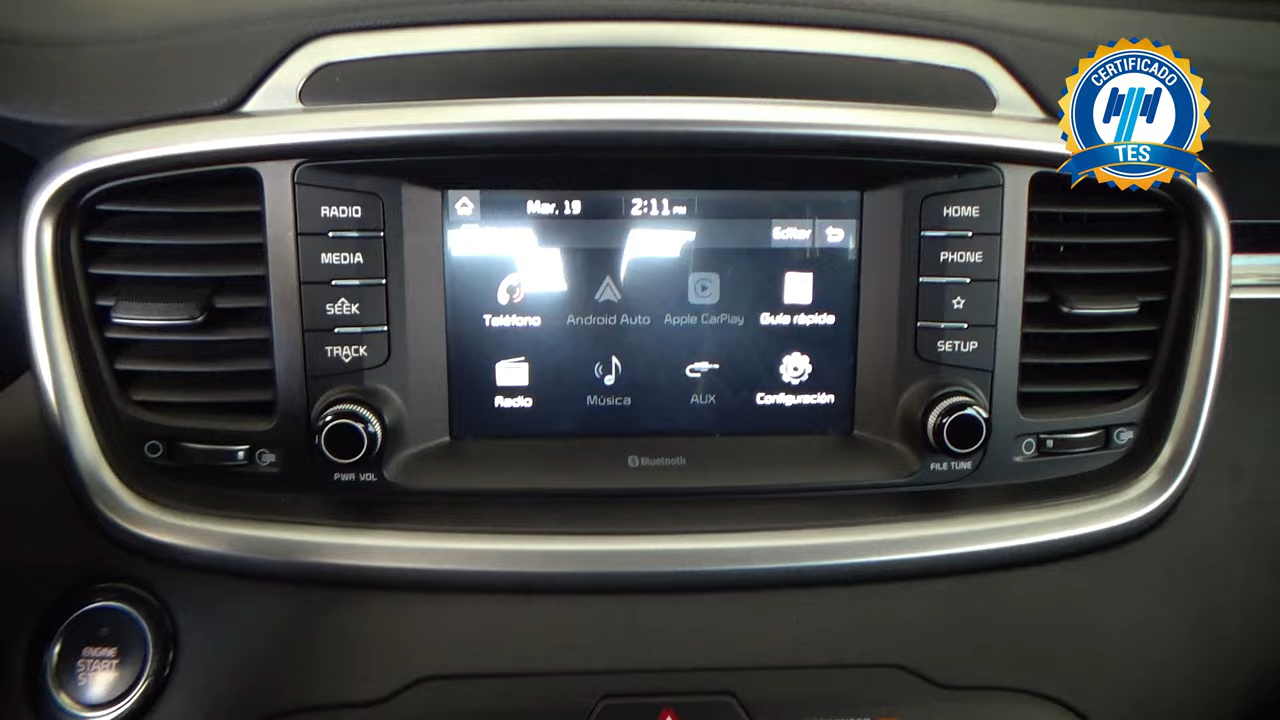 CERTIFICADO
TES
RADIO
MEDIA
SEEK
TRACK
PWR VOL
Mar. 19 2:11 PM
Editar
Teléfono Android Auto Apple CarPlay Guía rápida
Radio Música AUX Configuración
Bluetooth
HOME
PHONE
SETUP
FILE TUNE
ENGINE
START